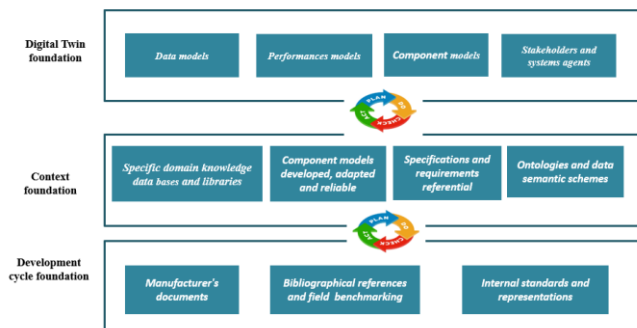 Digital Twin
foundation
Data models
Performances models
Component models
Stakeholders and
systems agents
PLAN
DO
CHECK
ACT
Context
foundation
Specific domain knowledge
data bases and libraries
Component models
developed, adapted
and reliable
Specifications and
requirements
referential
Ontologies and data
semantic schemes
PLAN
DO
CHECK
ACT
Development
cycle foundation
Manufacturer's
documents
Bibliographical references
and field benchmarking
Internal standards and
representations